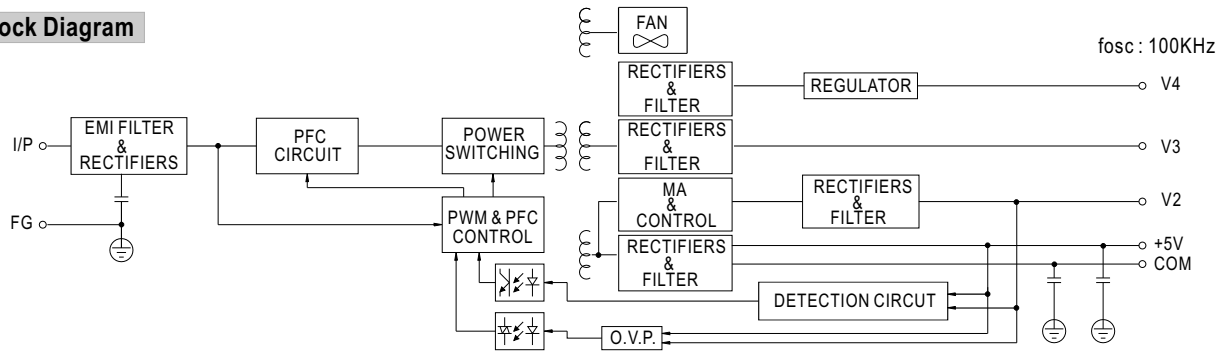 ock Diagram
FAN
fosc : 100KHz
RECTIFIERS
&
FILTER
REGULATOR
V4
I/P
EMI FILTER
&
RECTIFIERS
PFC
CIRCUIT
POWER
SWITCHING
RECTIFIERS
&
FILTER
V3
MA
&
CONTROL
RECTIFIERS
&
FILTER
V2
FG
PWM & PFC
CONTROL
RECTIFIERS
&
FILTER
+5V
COM
DETECTION CIRCUT
O.V.P.